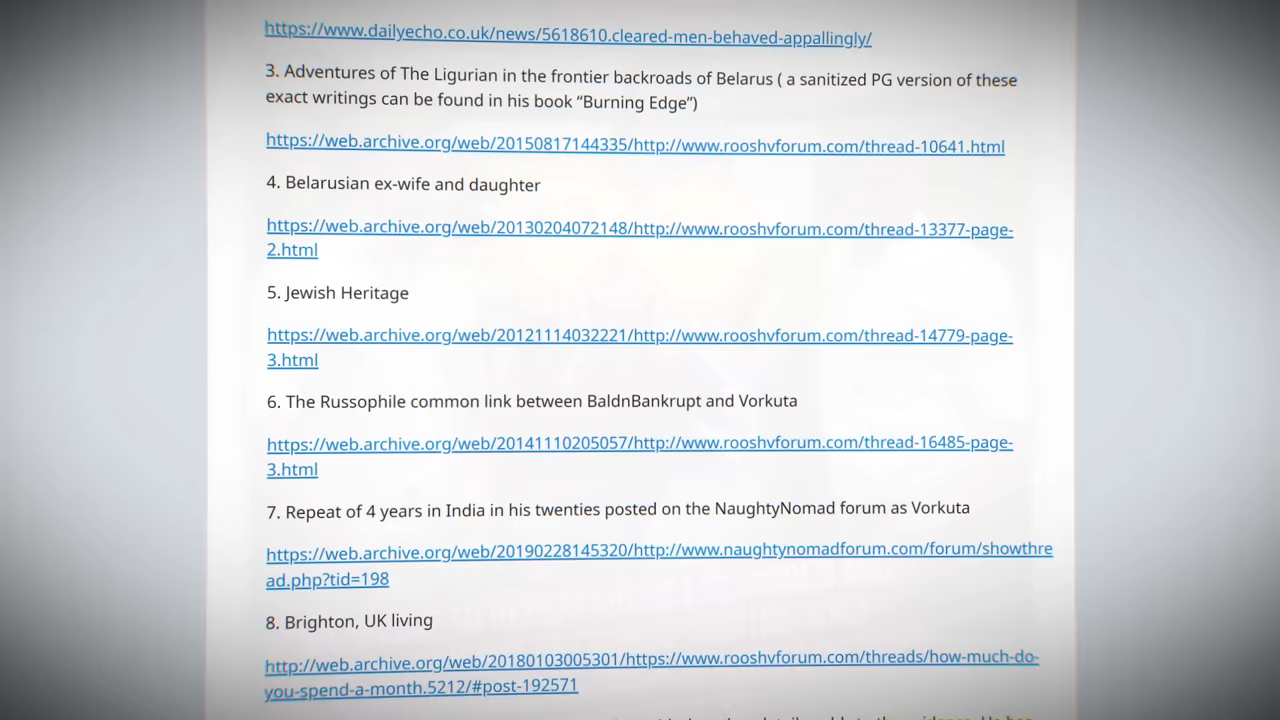 https://www.dailyecho.co.uk/news/5618610.cleared-men-behaved-appallingly/
3. Adventures of The Ligurian in the frontier backroads of Belarus ( a sanitized PG version of these
exact writings can be found in his book “Burning Edge”)
https://web.archive.org/web/20150817144335/http://www.rooshvforum.com/thread-10641.html
4. Belarusian ex-wife and daughter
https://web.archive.org/web/20130204072148/http://www.rooshvforum.com/thread-13377-page-
2.html
5. Jewish Heritage
https://web.archive.org/web/20121114032221/http://www.rooshvforum.com/thread-14779-page-
3.html
6. The Russophile common link between BaldnBankrupt and Vorkuta
https://web.archive.org/web/20141110205057/http://www.rooshvforum.com/thread-16485-page-
3.html
7. Repeat of 4 years in India in his twenties posted on the NaughtyNomad forum as Vorkuta
https://web.archive.org/web/20190228145320/http://www.naughtynomadforum.com/forum/showthre
ad.php?tid=198
8. Brighton, UK living
http://web.archive.org/web/20180103005301/https://www.rooshvforum.com/threads/how-much-do-
you-spend-a-month.5212/#post-192571